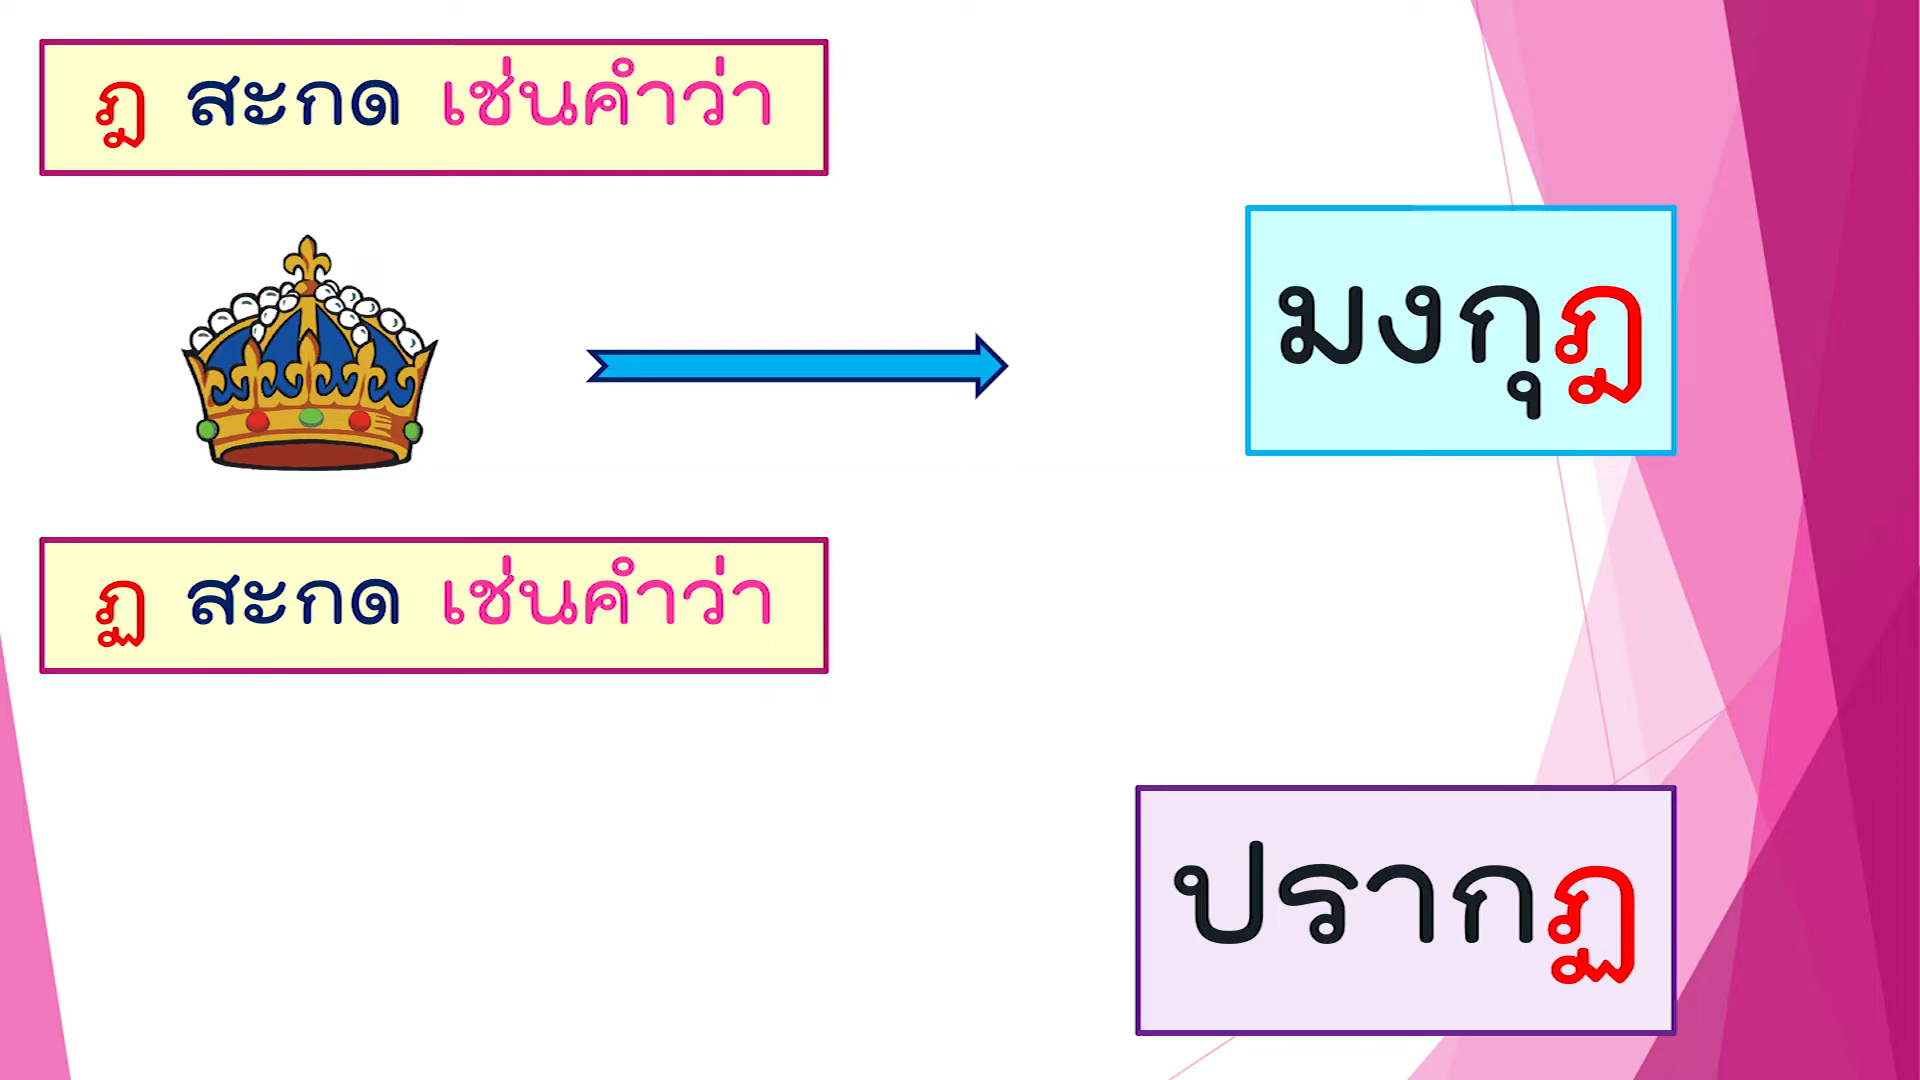 ฎ สะกด เช่นคำว่า
มงกุฎ
ฏ สะกด เช่นคำว่า
ปรากฏ